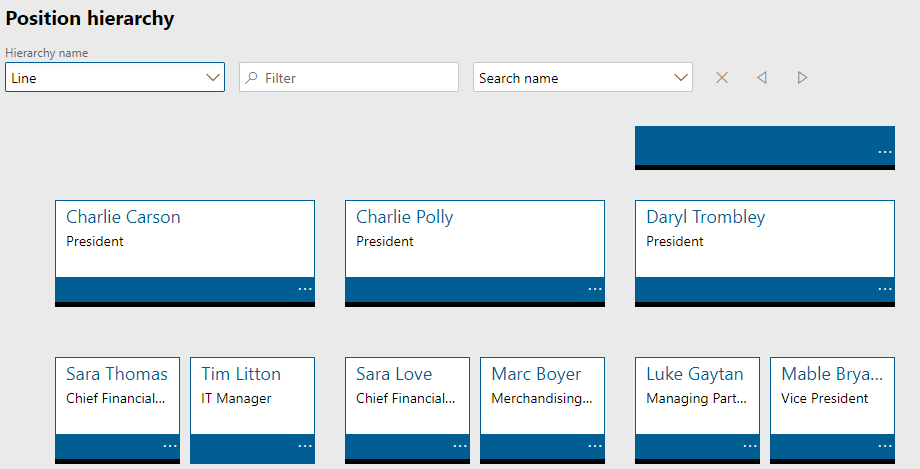 Position hierarchy
Hierarchy name
Line
Filter
Search name
...
Charlie Carson
President
...
Charlie Polly
President
...
Daryl Trombley
President
...
Sara Thomas
Chief Financial...
...
Tim Litton
IT Manager
...
Sara Love
Chief Financial...
...
Marc Boyer
Merchandising...
...
Luke Gaytan
Managing Part...
...
Mable Brya...
Vice President
...